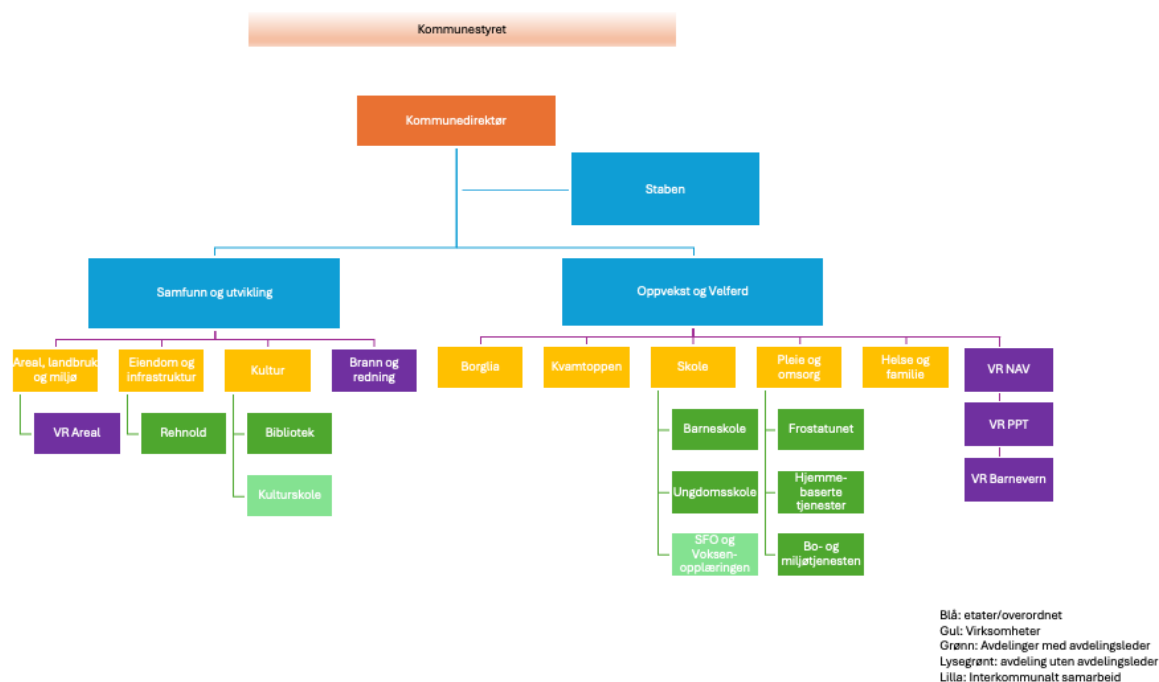 Kommunestyret
Kommunedirektør
Staben
Samfunn og utvikling
Oppvekst og Velferd
Areal, landbruk
og miljø
Eiendom og
infrastruktur
Kultur
Brann og
redning
Borglia
Kvamtoppen
Skole
Pleie og
omsorg
Helse og
familie
VR NAV
VR Areal
Rehnold
Bibliotek
Barneskole
Frostatunet
VR PPT
Kulturskole
Ungdomsskole
Hjemme-
baserte
tjenester
VR Barnevern
SFO og
Voksen-
opplæringen
Bo- og
miljøtjenesten
Blå: etater/overordnet
Gul: Virksomheter
Grønn: Avdelinger med avdelingsleder
Lysegrønt: avdeling uten avdelingsleder
Lilla: Interkommunalt samarbeid